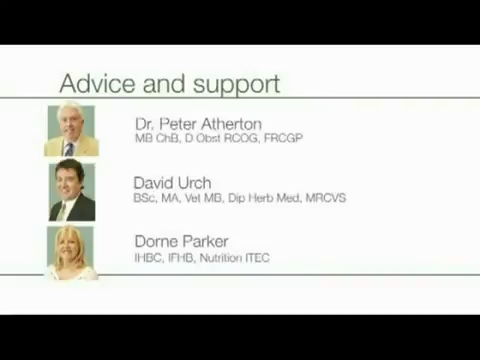 Advice and support
Dr. Peter Atherton
MB ChB, D Obst RCOG, FRCGP
David Urch
BSc, MA, Vet MB, Dip Herb Med, MRCVS
Dorne Parker
IHBC, IFHB, Nutrition ITEC